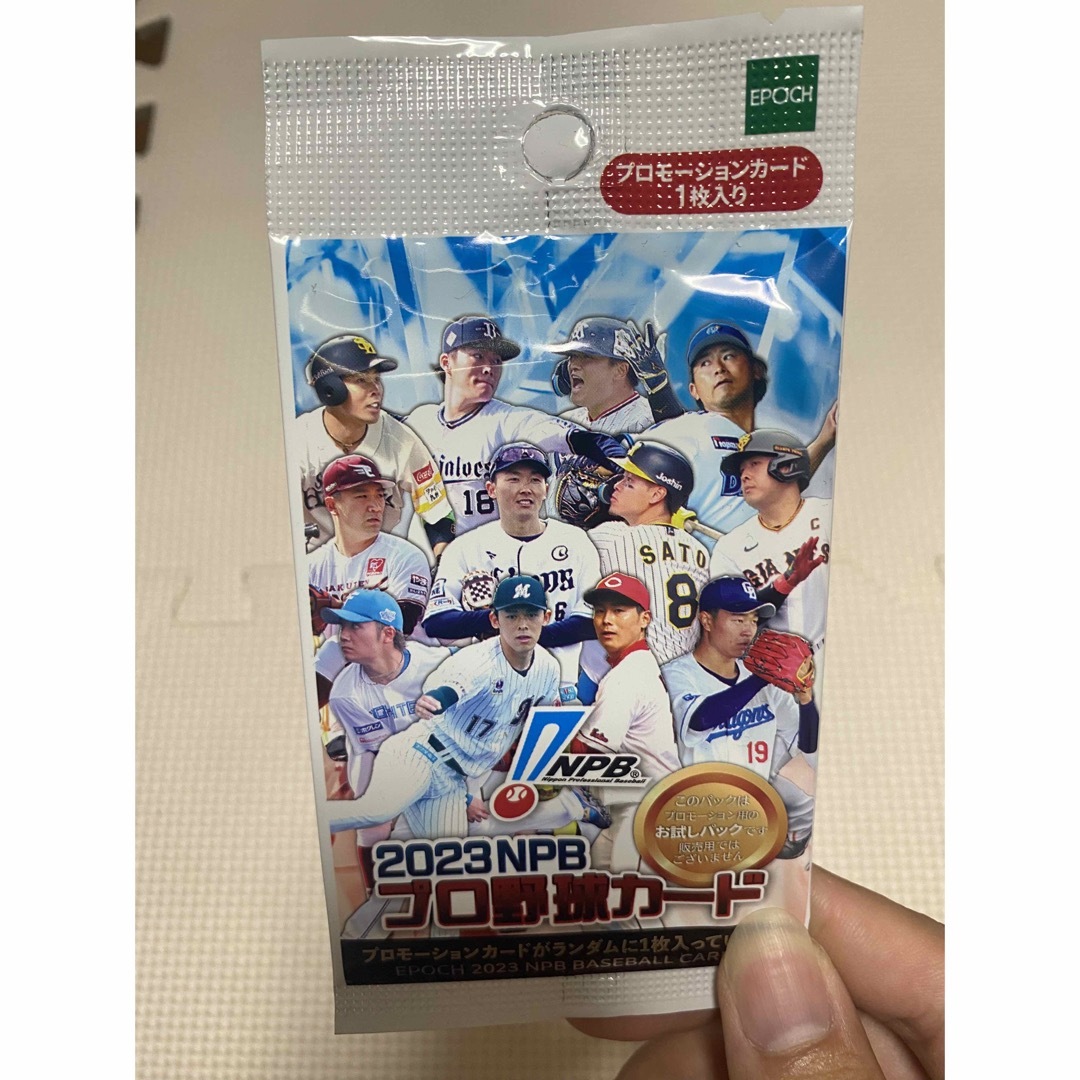 EPOCH
プロモーションカード
1枚入り
Joshin
18
C
SATO
8
6
M
17
19
NPB®
Nippon Professional Baseball
このパックは
プロモーション用の
お試しパックです
販売用では
ございません
2023 NPB
プロ野球カード
プロモーションカードがランダムに1枚入って
EPOCH 2023 NPB BASEBALL CAR